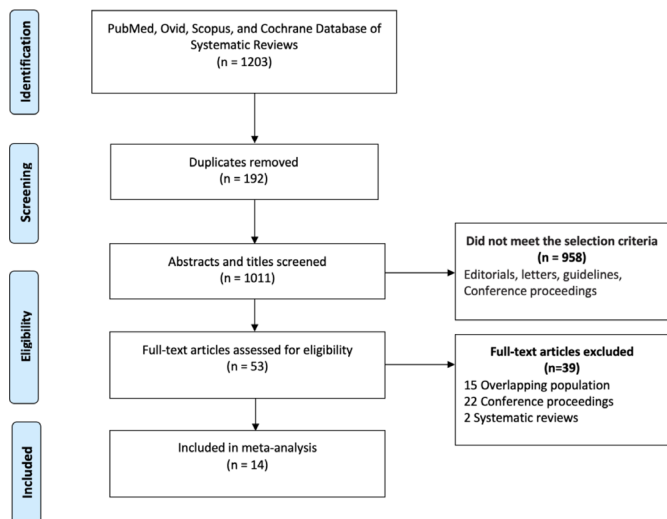 Identification
PubMed, Ovid, Scopus, and Cochrane Database of
Systematic Reviews
(n = 1203)
Screening
Duplicates removed
(n = 192)
Abstracts and titles screened
(n = 1011)
Did not meet the selection criteria
(n = 958)
Editorials, letters, guidelines,
Conference proceedings
Eligibility
Full-text articles assessed for eligibility
(n = 53)
Full-text articles excluded
(n=39)
15 Overlapping population
22 Conference proceedings
2 Systematic reviews
Included
Included in meta-analysis
(n = 14)